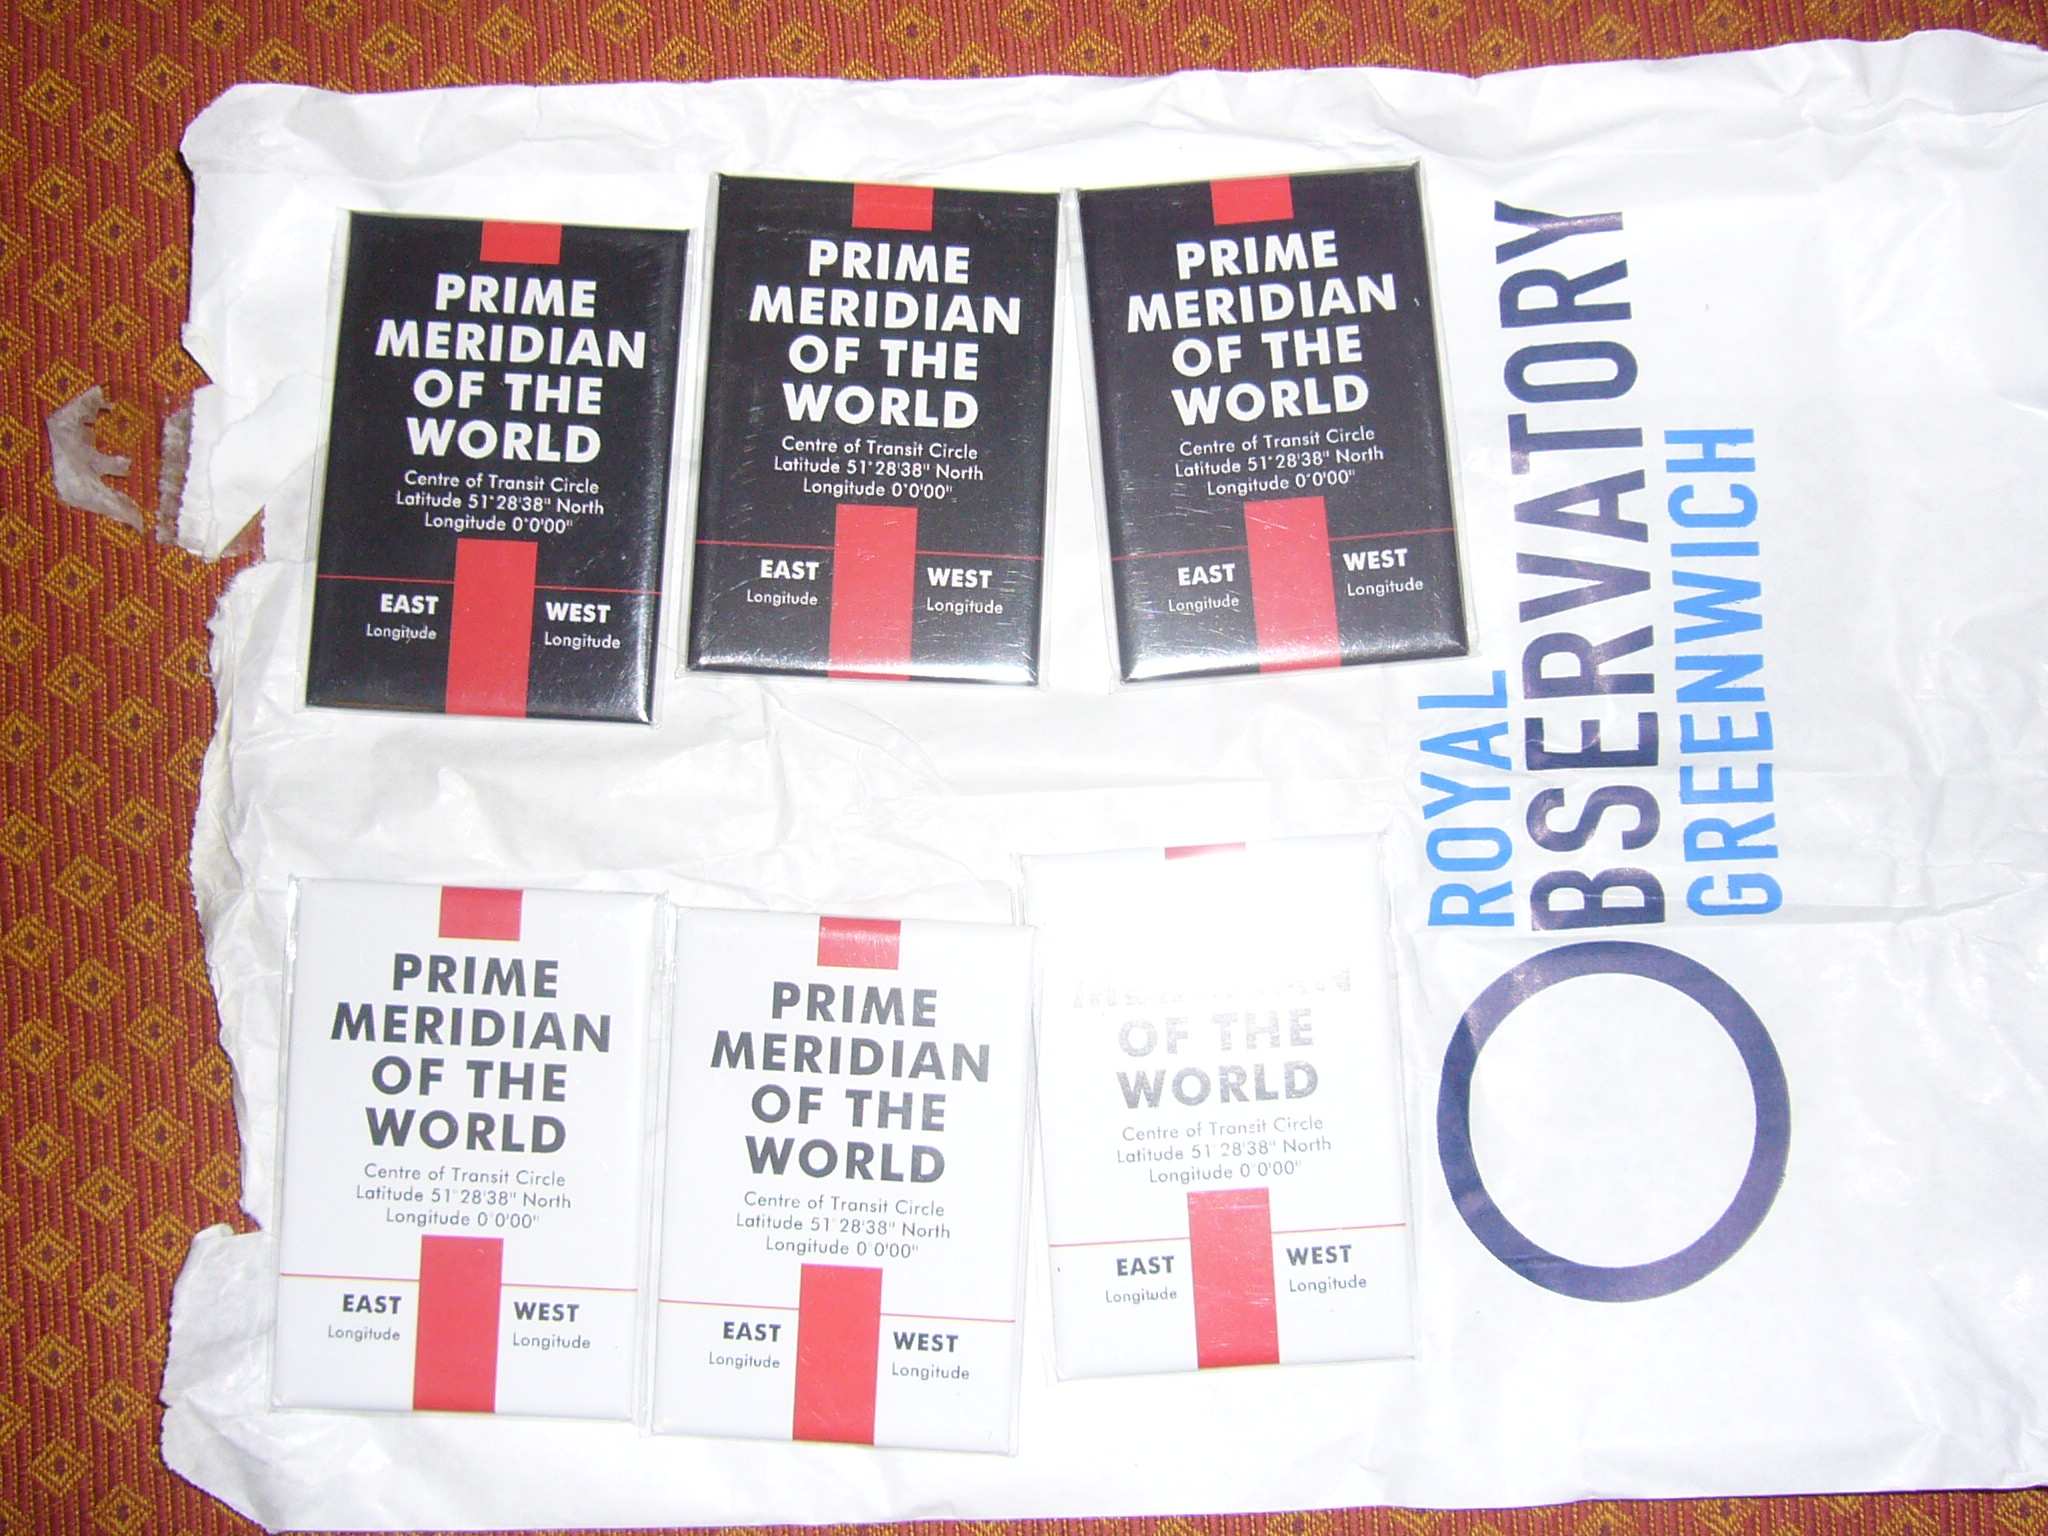 PRIME
MERIDIAN
OF THE
WORLD
Centre of Transit Circle
Latitude 51°28'38" North
Longitude 0°0'00"
EAST WEST
Longitude Longitude
PRIME
MERIDIAN
OF THE
WORLD
Centre of Transit Circle
Latitude 51°28'38" North
Longitude 0°0'00"
EAST WEST
Longitude Longitude
PRIME
MERIDIAN
OF THE
WORLD
Centre of Transit Circle
Latitude 51°28'38" North
Longitude 0°0'00"
EAST WEST
Longitude Longitude
PRIME
MERIDIAN
OF THE
WORLD
Centre of Transit Circle
Latitude 51°28'38" North
Longitude 0°0'00"
EAST WEST
Longitude Longitude
PRIME
MERIDIAN
OF THE
WORLD
Centre of Transit Circle
Latitude 51°28'38" North
Longitude 0°0'00"
EAST WEST
Longitude Longitude
MERIDIAN
OF THE
WORLD
Centre of Transit Circle
Latitude 51°28'38" North
Longitude 0°0'00"
EAST WEST
Longitude Longitude
ROYAL
OBSERVATORY
GREENWICH